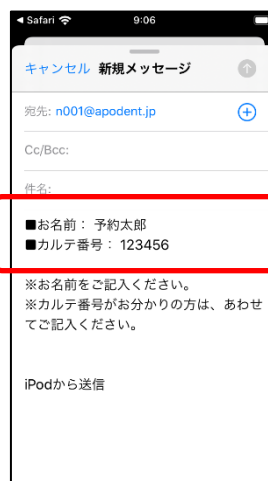 ◀ Safari 9:06
キャンセル 新規メッセージ
宛先: n001@apodent.jp
Cc/Bcc:
件名:
■お名前： 予約太郎
■カルテ番号： 123456
※お名前をご記入ください。
※カルテ番号がお分かりの方は、あわせ
てご記入ください。
iPodから送信